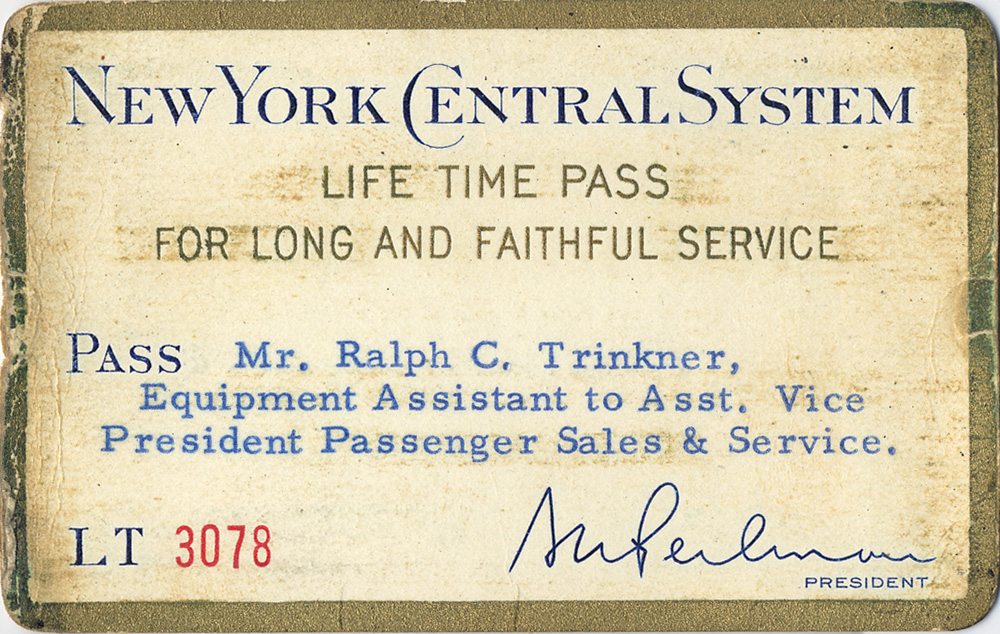 NEW YORK CENTRAL SYSTEM
LIFE TIME PASS
FOR LONG AND FAITHFUL SERVICE
PASS Mr. Ralph C. Trinkner,
Equipment Assistant to Asst. Vice
President Passenger Sales & Service.
LT 3078
A E Perlman
PRESIDENT